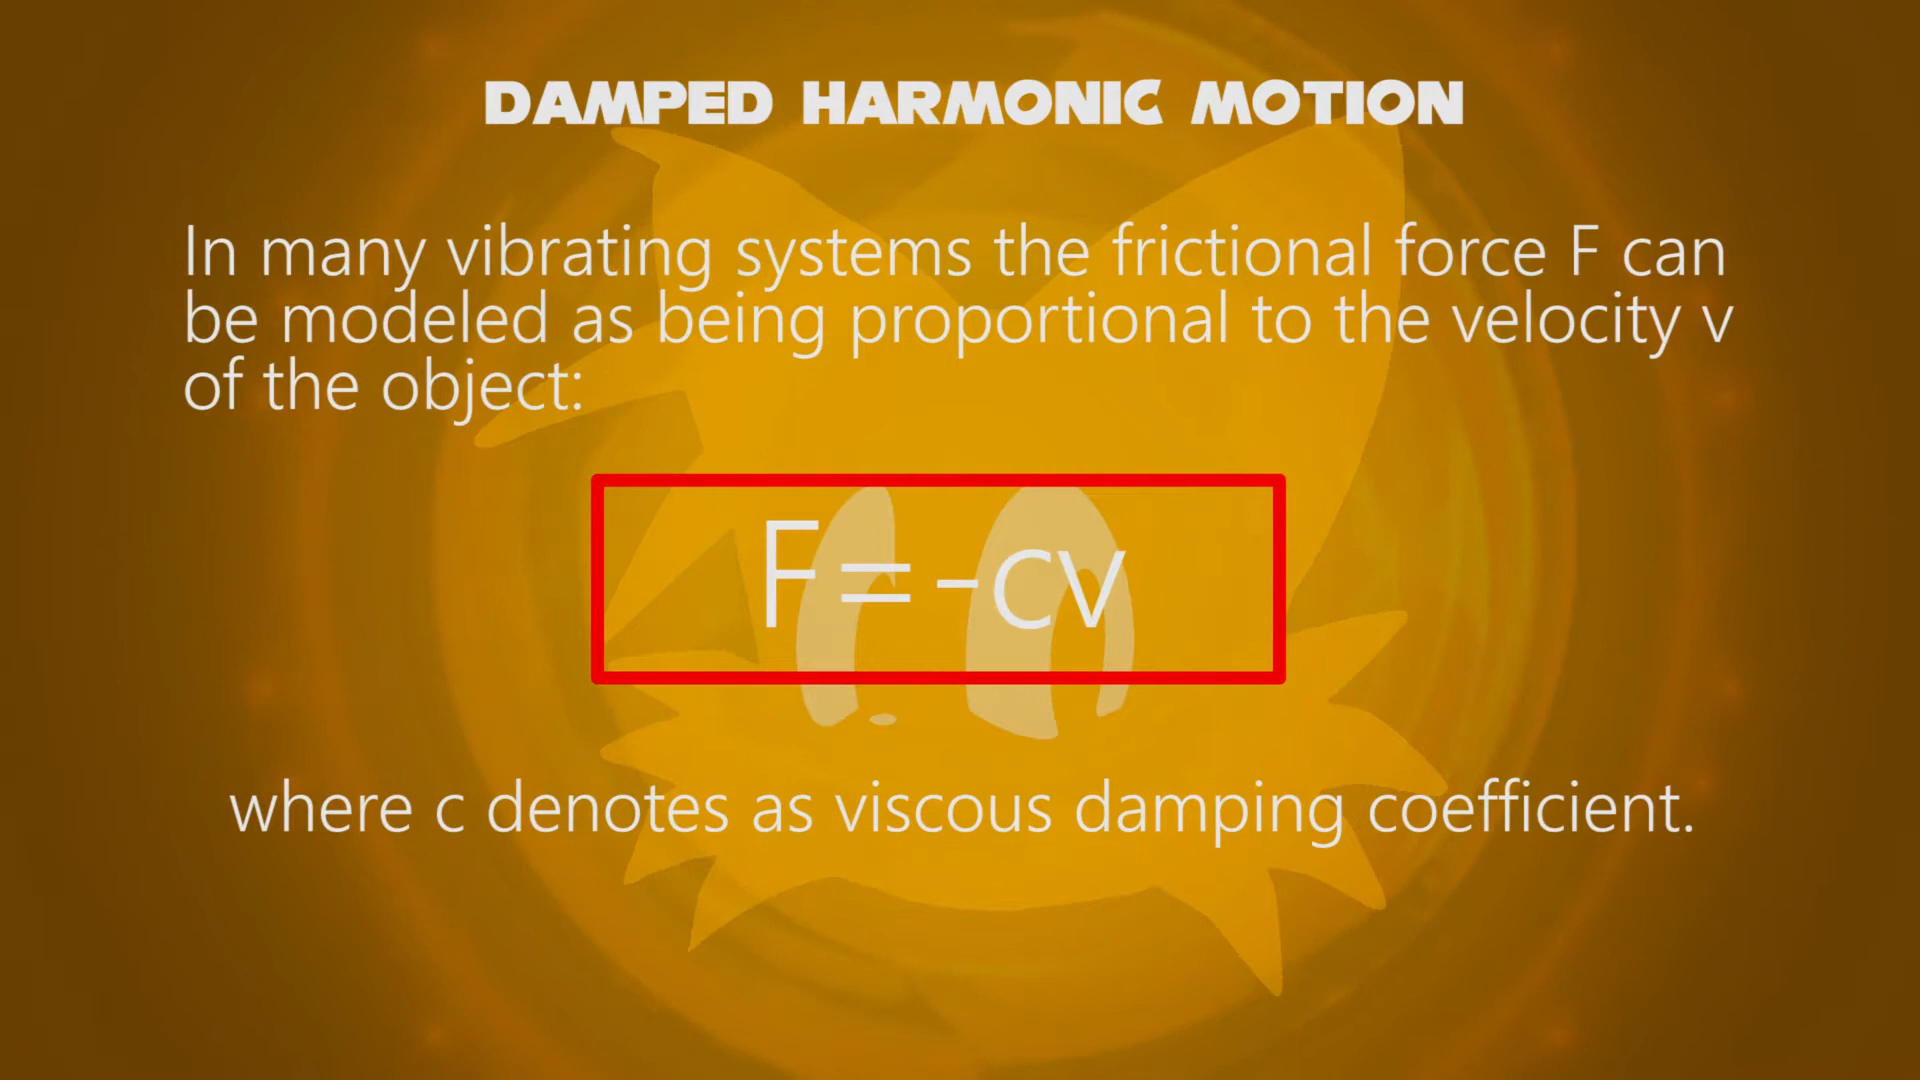 DAMPED HARMONIC MOTION
In many vibrating systems the frictional force F can
be modeled as being proportional to the velocity v
of the object:
F=-cv
where c denotes as viscous damping coefficient.